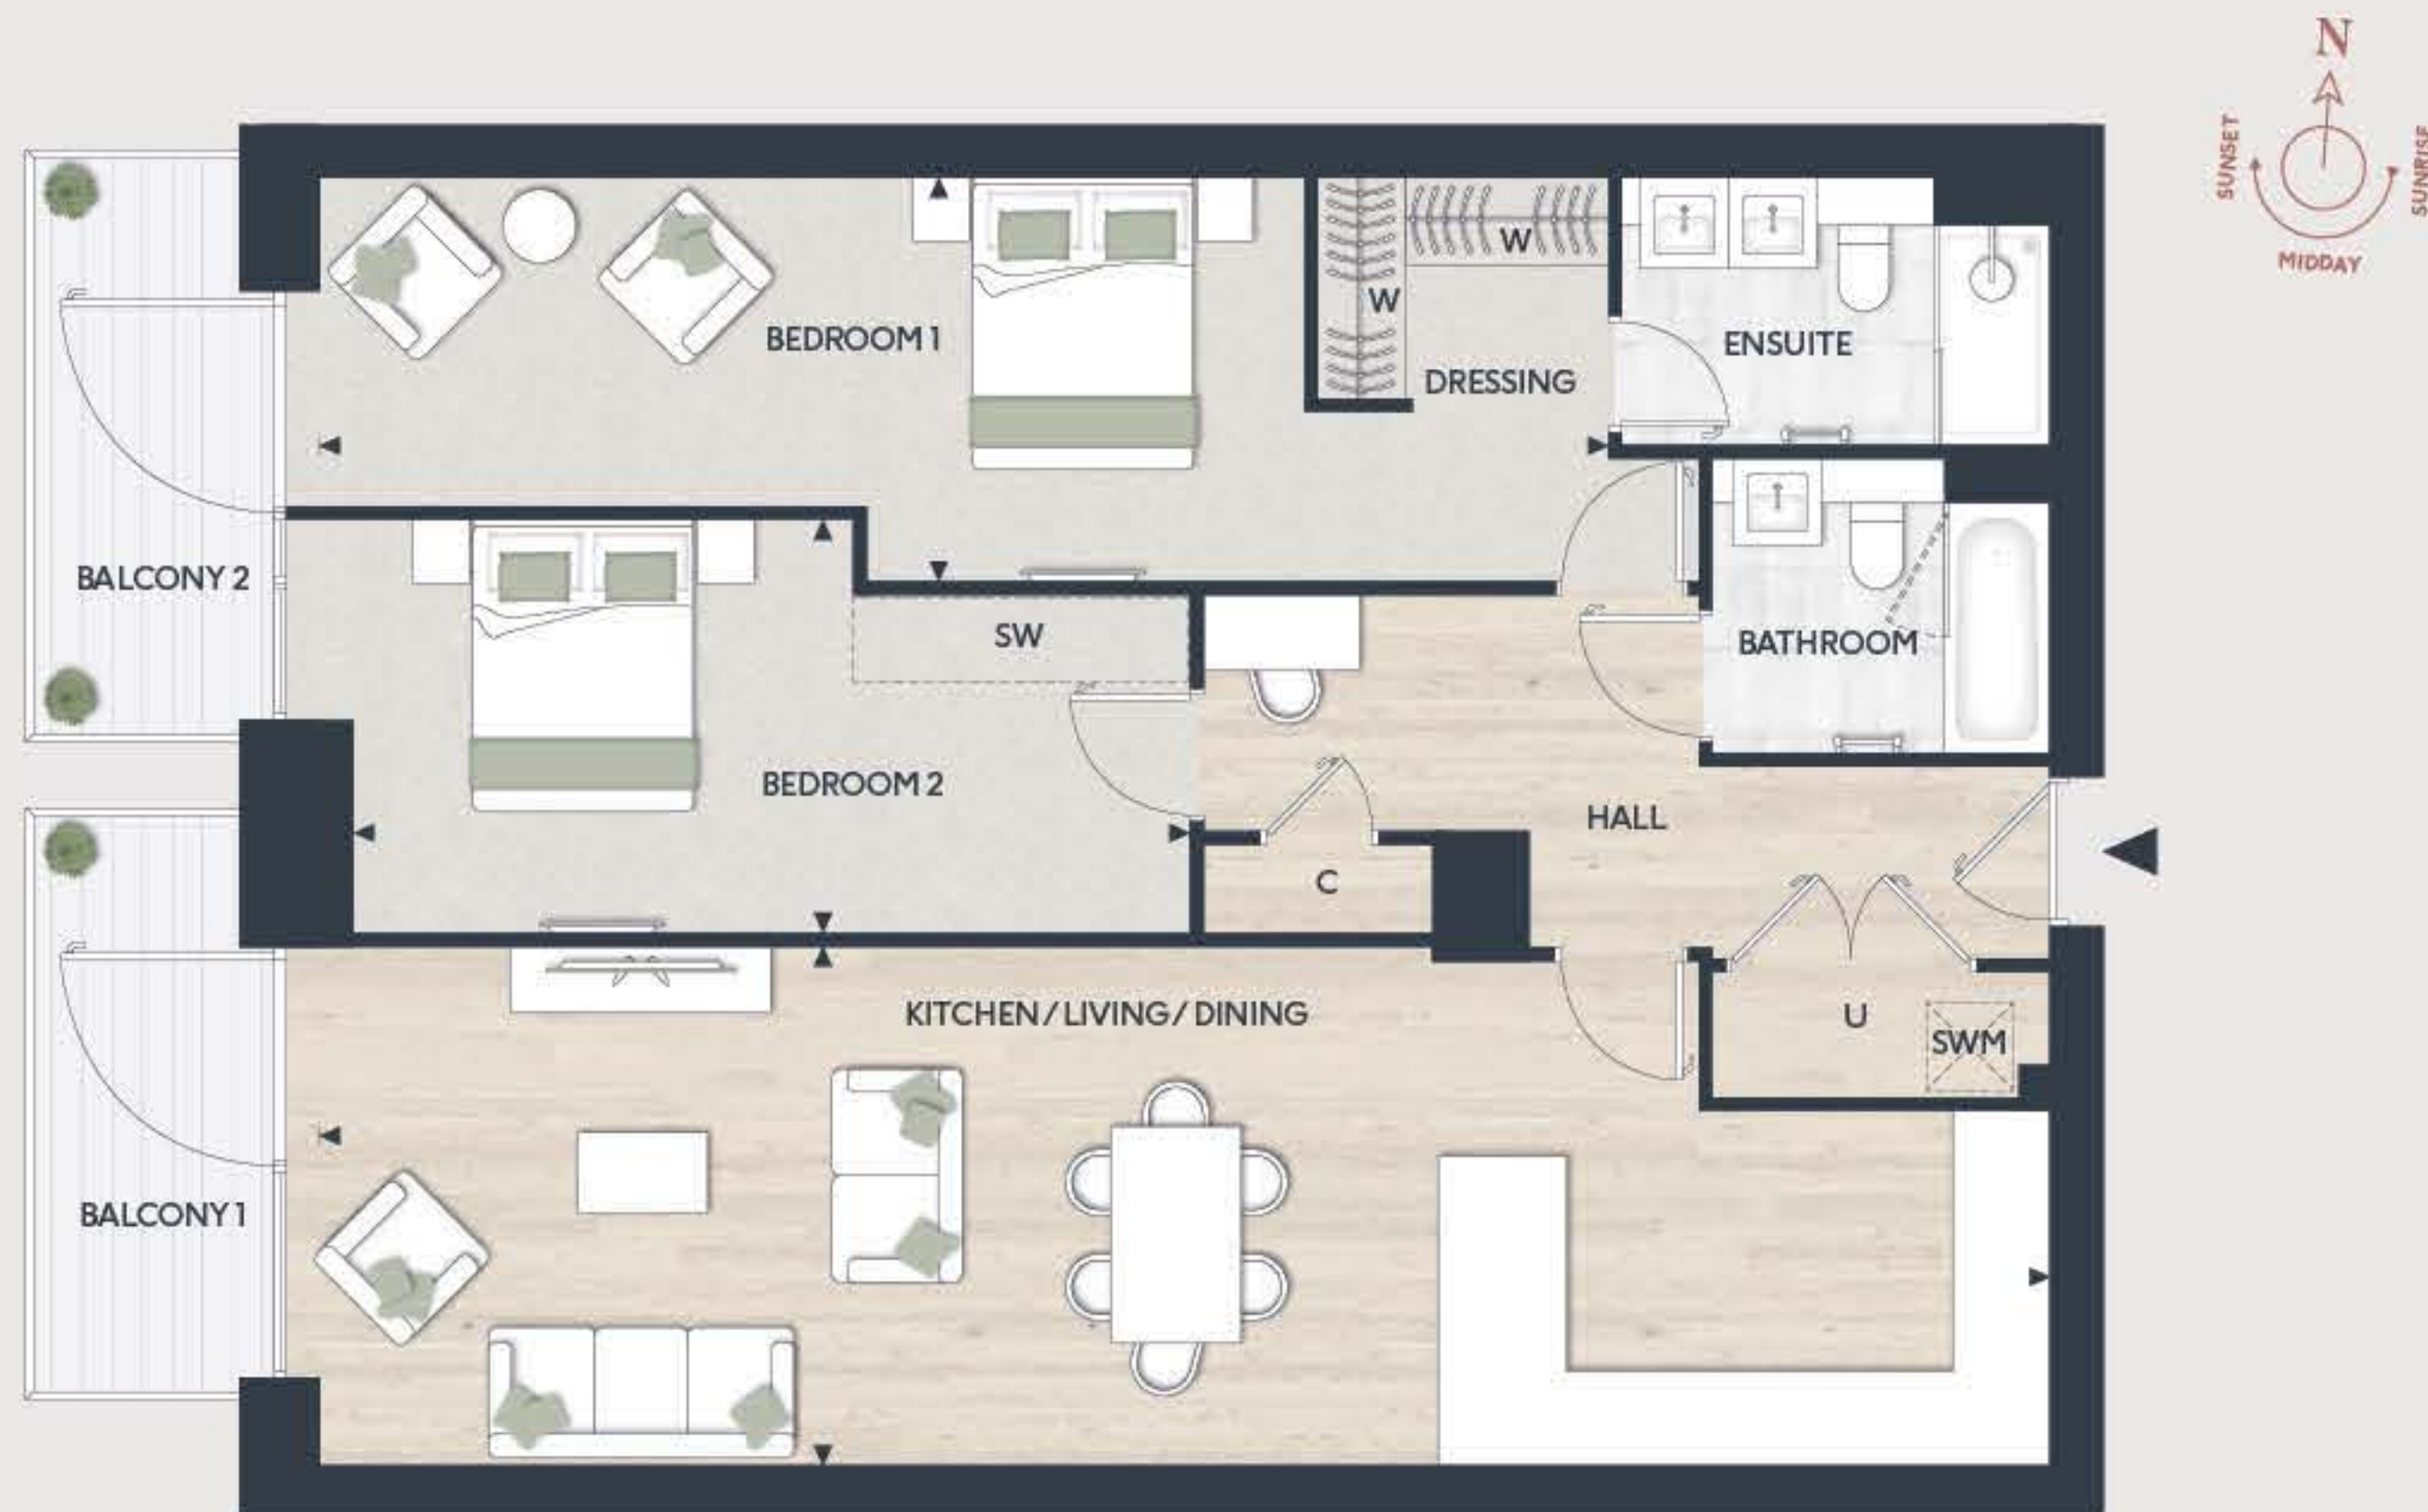 N
SUNSET
SUNRISE
MIDDAY
W
W
BEDROOM 1
ENSUITE
DRESSING
BALCONY 2
SW
BATHROOM
BEDROOM 2
HALL
C
KITCHEN / LIVING / DINING
U
SWM
BALCONY 1